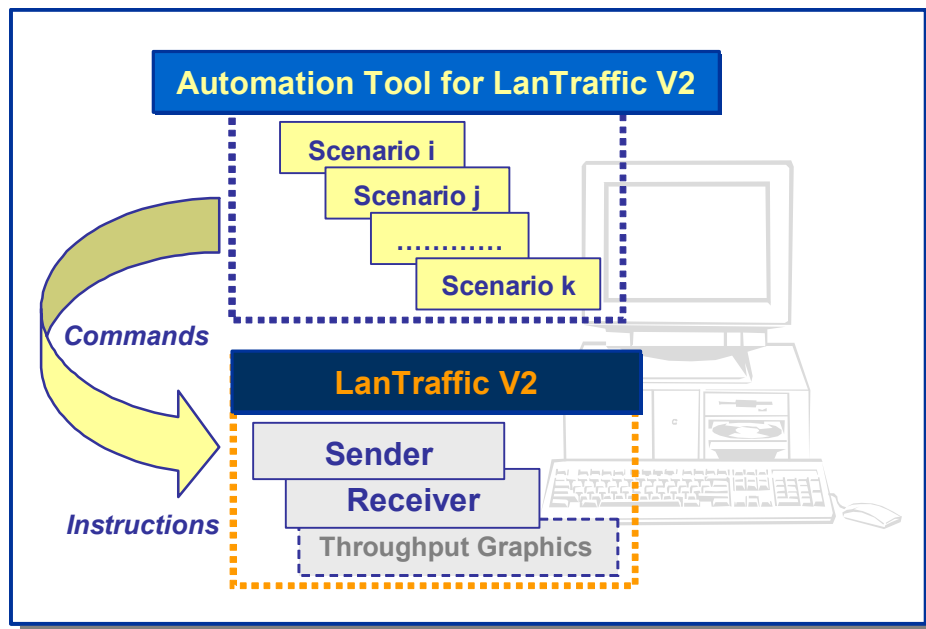 Automation Tool for LanTraffic V2
Scenario i
Scenario j
............
Scenario k
Commands
LanTraffic V2
Sender
Receiver
Instructions
Throughput Graphics